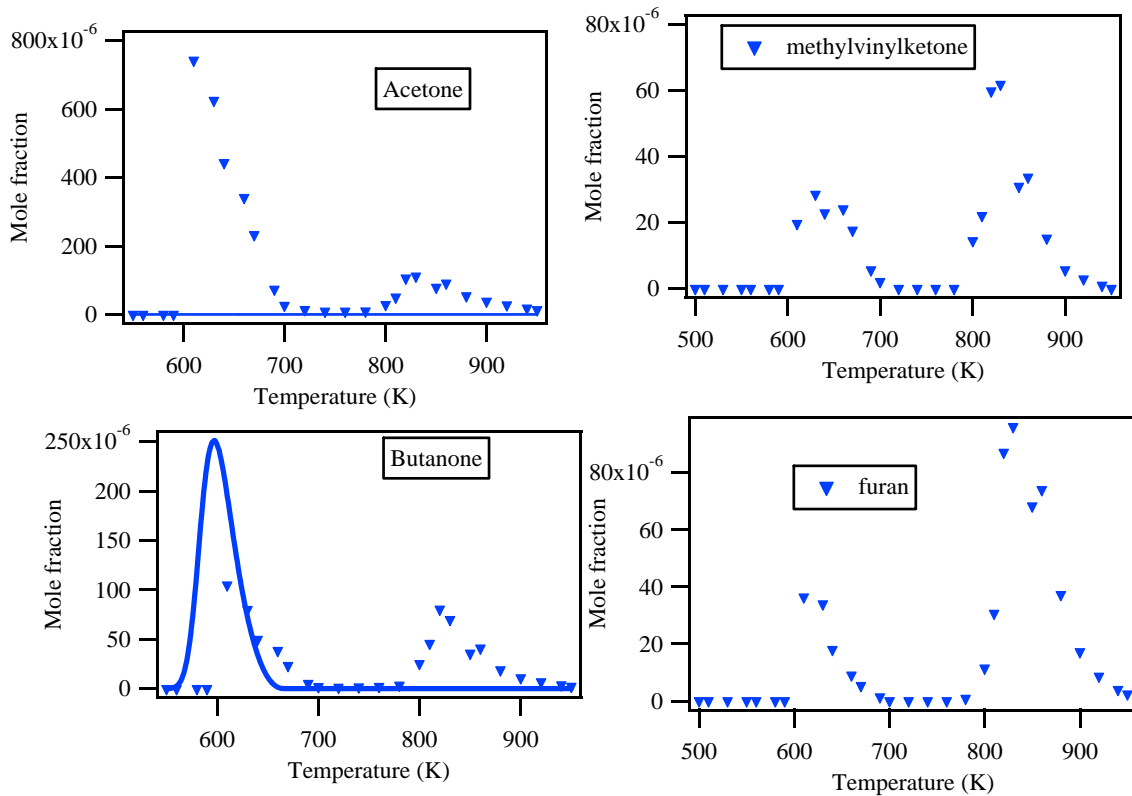 800x10-6
600
400
200
0
Mole fraction
Acetone
600 700 800 900
Temperature (K)
80x10-6
60
40
20
0
Mole fraction
methylvinylketone
500 600 700 800 900
Temperature (K)
250x10-6
200
150
100
50
0
Mole fraction
Butanone
600 700 800 900
Temperature (K)
80x10-6
60
40
20
0
Mole fraction
furan
500 600 700 800 900
Temperature (K)